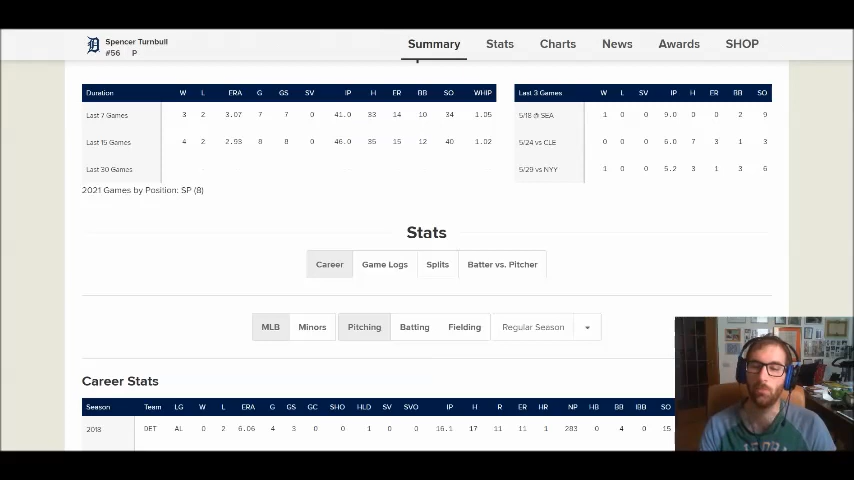 Spencer Turnbull
#56 P
Summary Stats Charts News Awards SHOP
Duration W L ERA G GS SV IP H ER BB SO WHIP
Last 7 Games 3 2 3.07 7 7 0 41.0 33 14 10 34 1.05
Last 15 Games 4 2 2.93 8 8 0 46.0 35 15 12 40 1.02
Last 30 Games
Last 3 Games W L SV IP H ER BB SO
5/18 @ SEA 1 0 0 9.0 0 0 2 9
5/24 vs CLE 0 0 0 6.0 7 3 1 3
5/29 vs NYY 1 0 0 5.2 3 1 3 6
2021 Games by Position: SP (8)
Stats
Career Game Logs Splits Batter vs. Pitcher
MLB Minors Pitching Batting Fielding Regular Season
Career Stats
Season Team LG W L ERA G GS GC SHO HLD SV SVO IP H R ER HR NP HB BB IBB SO
2018 DET AL 0 2 6.06 4 3 0 0 1 0 0 16.1 17 11 11 1 283 0 4 0 15